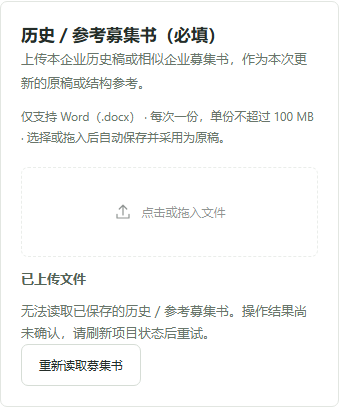 历史 / 参考募集书（必填）
上传本企业历史稿或相似企业募集书，作为本次更
新的原稿或结构参考。
仅支持 Word（.docx） · 每次一份，单份不超过 100 MB
· 选择或拖入后自动保存并采用为原稿。
点击或拖入文件
已上传文件
无法读取已保存的历史 / 参考募集书。操作结果尚
未确认，请刷新项目状态后重试。
重新读取募集书